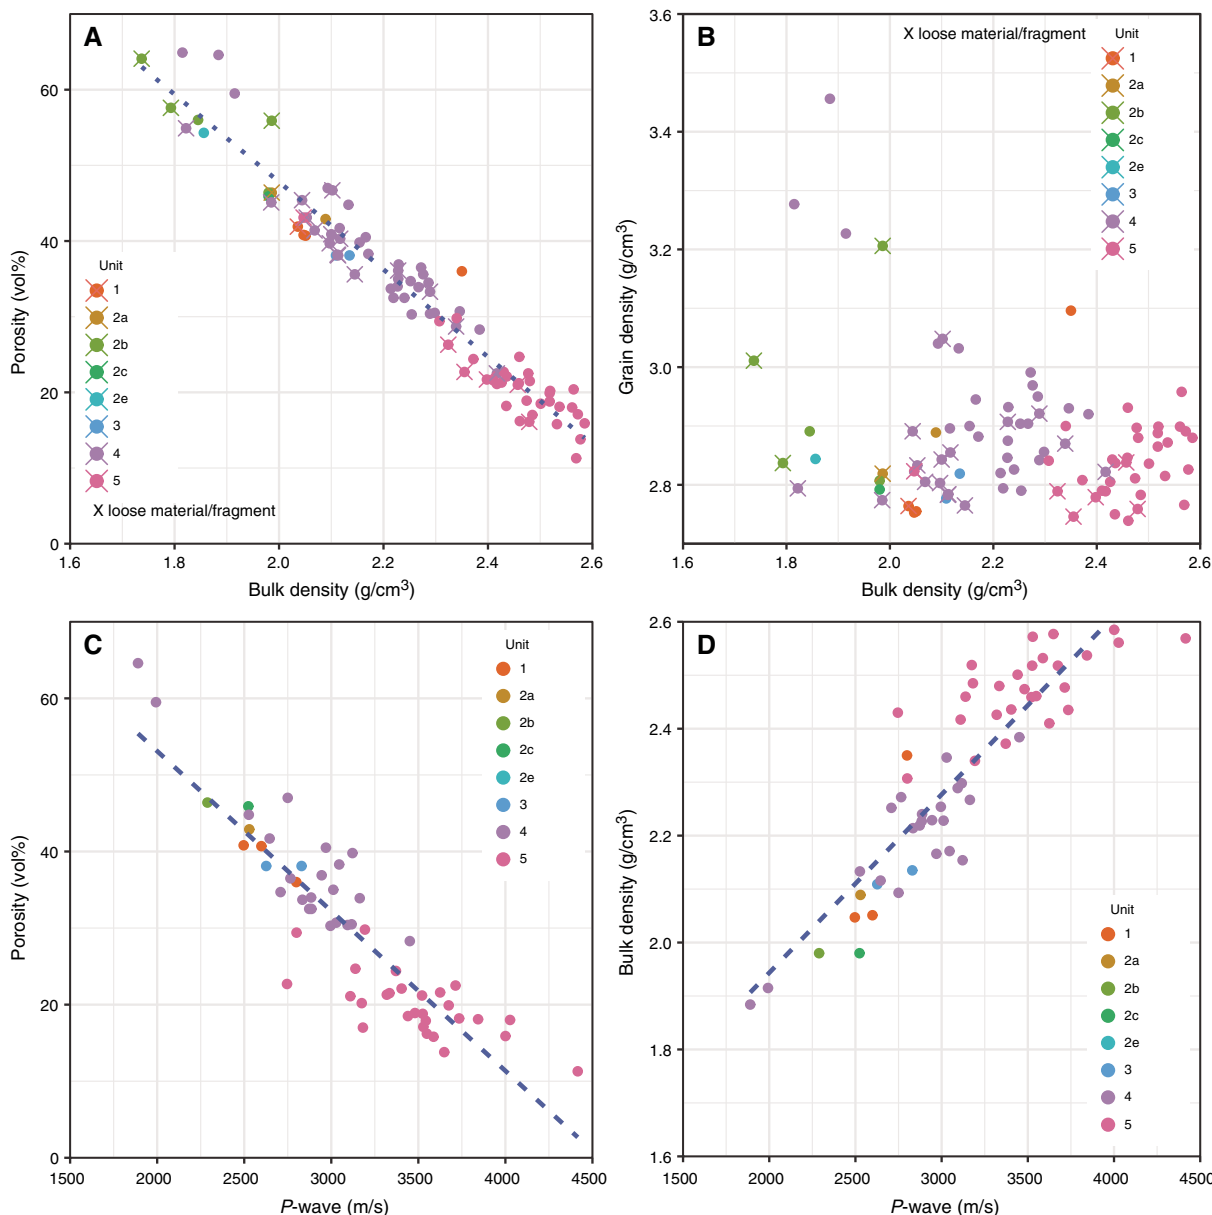 A
Porosity (vol%)
60
40
20
0
Unit
1
2a
2b
2c
2e
3
4
5
X loose material/fragment
1.6
1.8
2.0
2.2
2.4
2.6
Bulk density (g/cm³)
B
X loose material/fragment
Unit
1
2a
2b
2c
2e
3
4
5
Grain density (g/cm³)
3.6
3.4
3.2
3.0
2.8
1.6
1.8
2.0
2.2
2.4
2.6
Bulk density (g/cm³)
C
Unit
1
2a
2b
2c
2e
3
4
5
Porosity (vol%)
60
40
20
0
1500
2000
2500
3000
3500
4000
4500
P-wave (m/s)
D
Bulk density (g/cm³)
2.6
2.4
2.2
2.0
1.8
1.6
Unit
1
2a
2b
2c
2e
3
4
5
1500
2000
2500
3000
3500
4000
4500
P-wave (m/s)